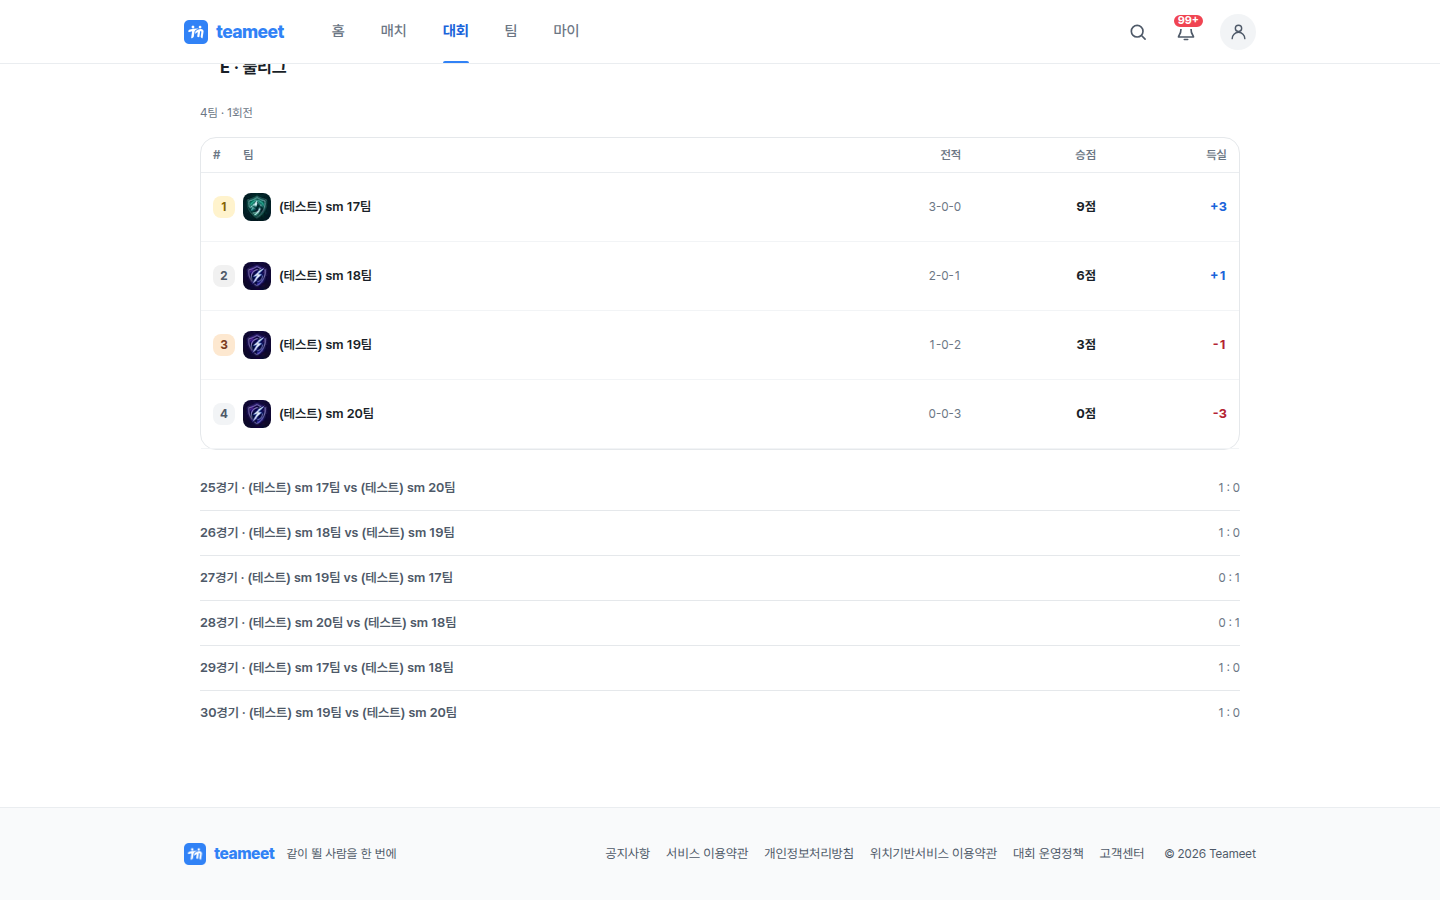 teameet 홈 매치 대회 팀 마이 99+
E · 풀리그
4팀 · 1회전
# 팀 전적 승점 득실
1 (테스트) sm 17팀 3-0-0 9점 +3
2 (테스트) sm 18팀 2-0-1 6점 +1
3 (테스트) sm 19팀 1-0-2 3점 -1
4 (테스트) sm 20팀 0-0-3 0점 -3
25경기 · (테스트) sm 17팀 vs (테스트) sm 20팀 1 : 0
26경기 · (테스트) sm 18팀 vs (테스트) sm 19팀 1 : 0
27경기 · (테스트) sm 19팀 vs (테스트) sm 17팀 0 : 1
28경기 · (테스트) sm 20팀 vs (테스트) sm 18팀 0 : 1
29경기 · (테스트) sm 17팀 vs (테스트) sm 18팀 1 : 0
30경기 · (테스트) sm 19팀 vs (테스트) sm 20팀 1 : 0
teameet 같이 뛸 사람을 한 번에 공지사항 서비스 이용약관 개인정보처리방침 위치기반서비스 이용약관 대회 운영정책 고객센터 © 2026 Teameet